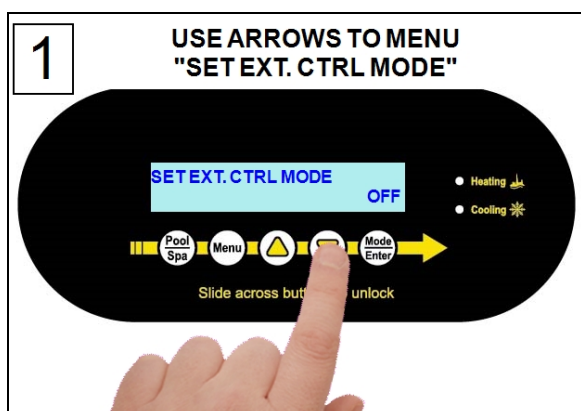 1
USE ARROWS TO MENU
"SET EXT. CTRL MODE"
SET EXT. CTRL MODE
OFF
Heating
Cooling
Pool
Spa
Menu
Mode
Enter
Slide across but unlock